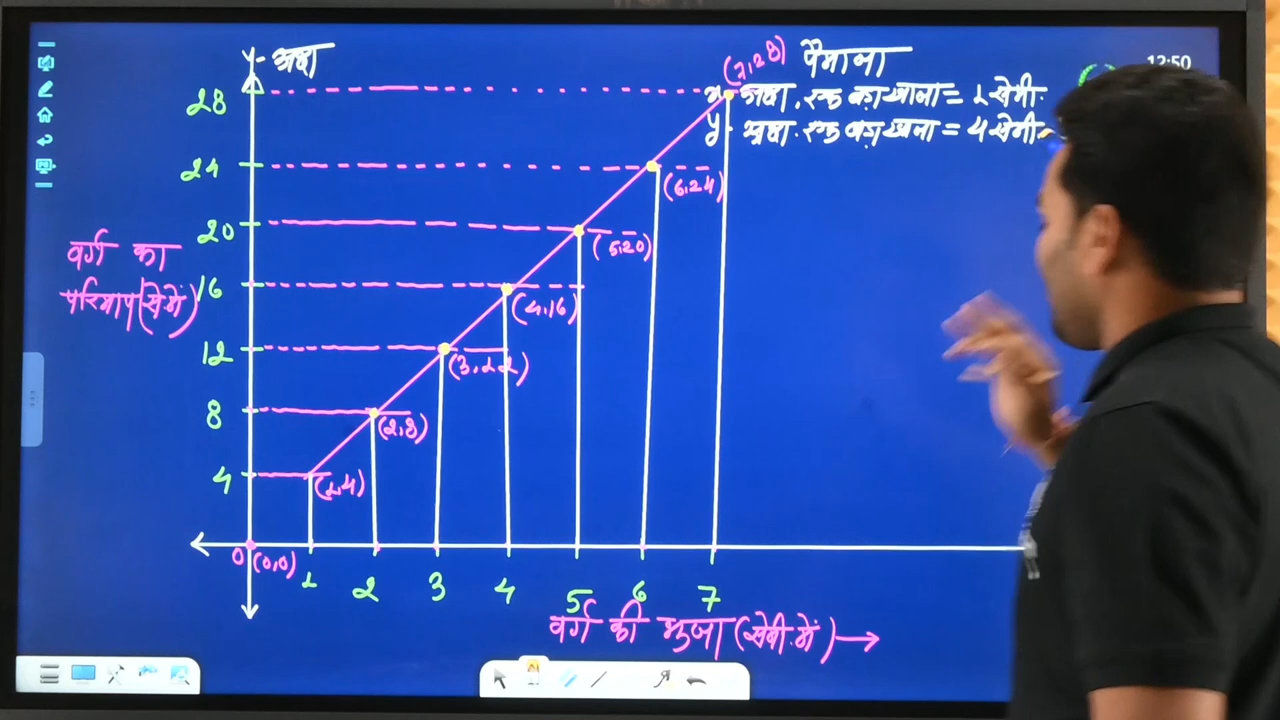 y- अक्ष
(7,28) पैमाना
12:50
x- अक्ष. एक बड़ा खाना = 1 सेमी.
y- अक्ष. एक बड़ा खाना = 4 सेमी.
28
24
(6,24)
20
(5,20)
वर्ग का
परिमाप(से.में)
16
(4,16)
12
(3,12)
8
(2,8)
4
(1,4)
0 (0,0)
1 2 3 4 5 6 7
वर्ग की भुजा (सेमी.में)